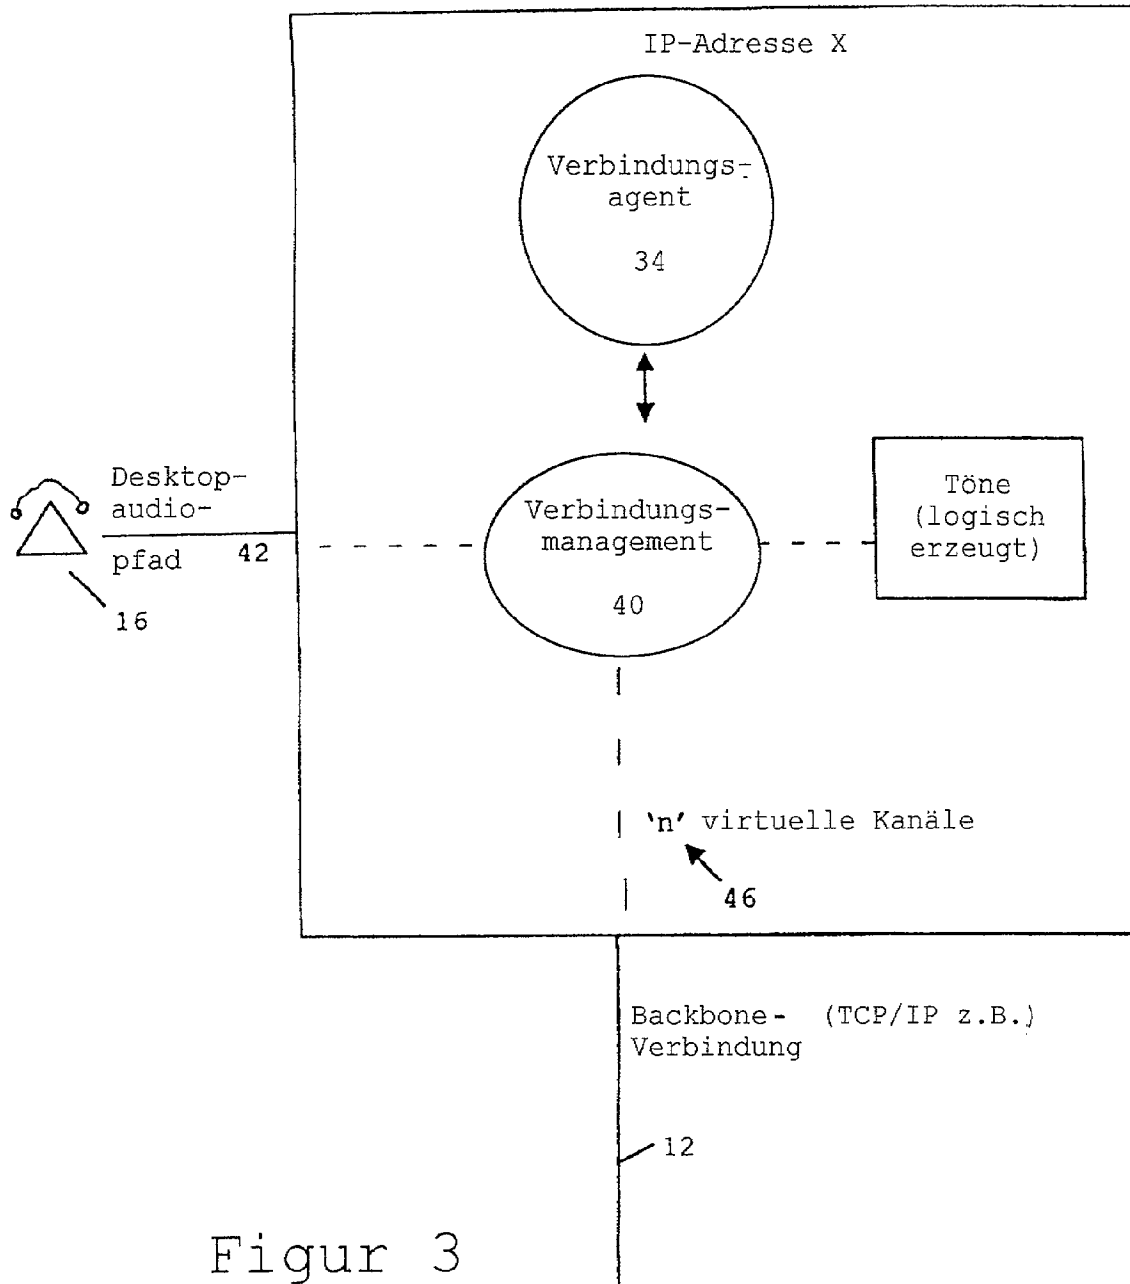 IP-Adresse X
Verbindungs-
agent
34
Desktop-
audio-
pfad 42
16
Verbindungs-
management
40
Töne
(logisch
erzeugt)
'n' virtuelle Kanäle
46
Backbone- (TCP/IP z.B.)
Verbindung
12
Figur 3